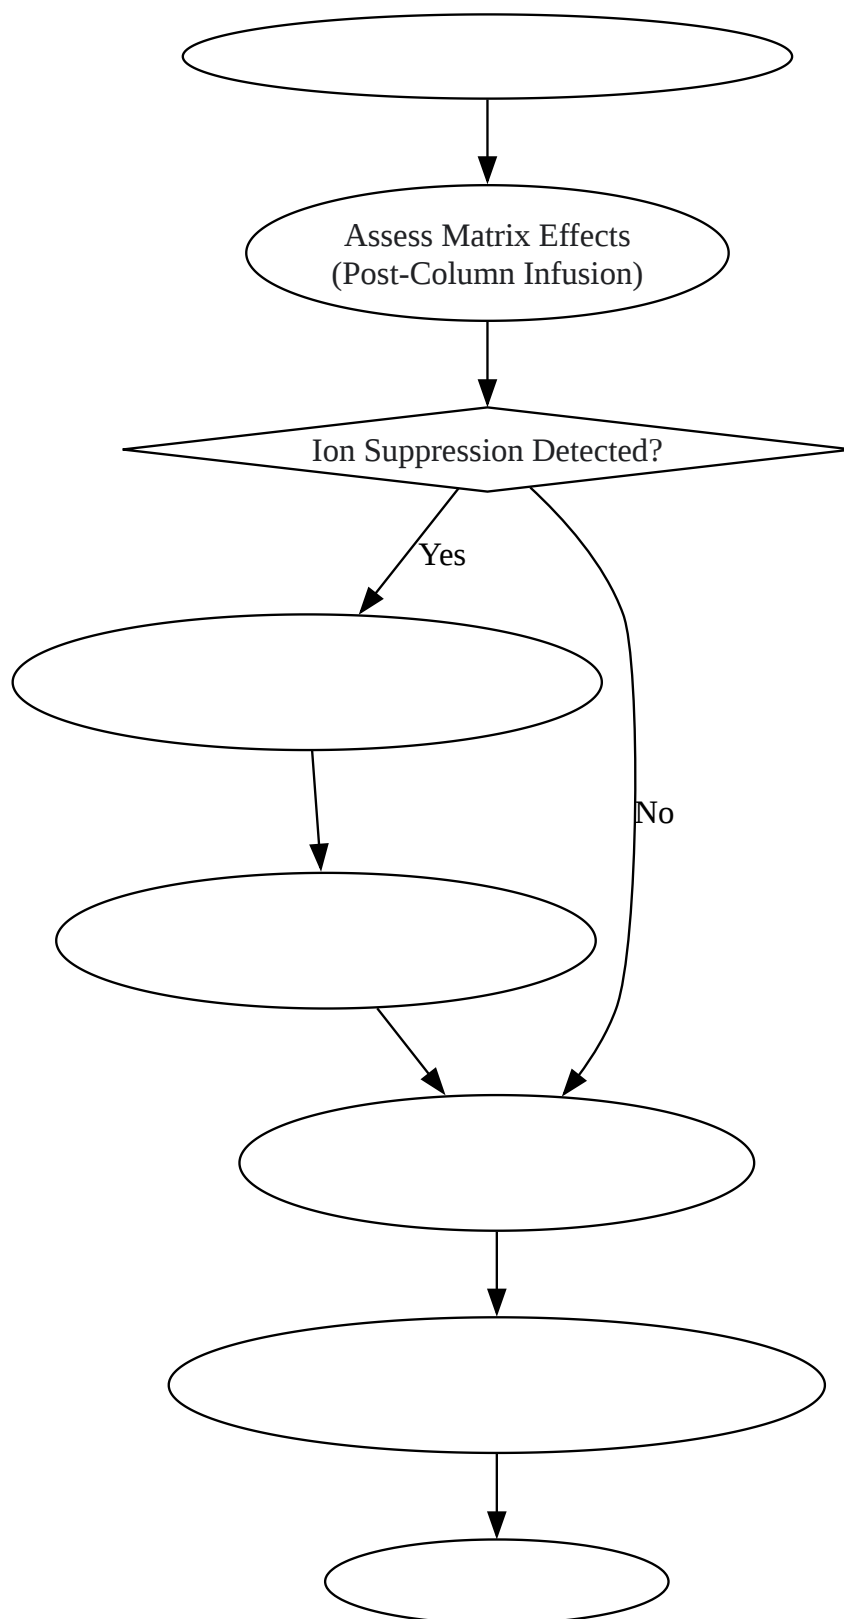 Assess Matrix Effects
(Post-Column Infusion)
Ion Suppression Detected?
Yes
No